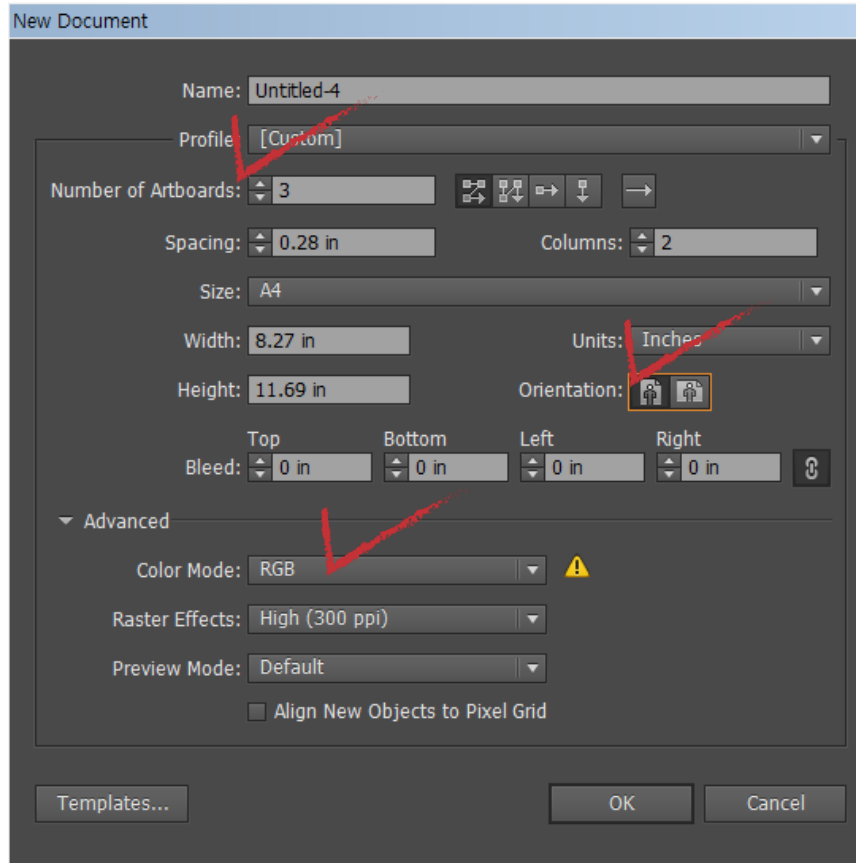 New Document
Name: Untitled-4
Profile: [Custom]
Number of Artboards: 3
Spacing: 0.28 in Columns: 2
Size: A4
Width: 8.27 in Units: Inches
Height: 11.69 in Orientation:
Top Bottom Left Right
Bleed: 0 in 0 in 0 in 0 in
Advanced
Color Mode: RGB
Raster Effects: High (300 ppi)
Preview Mode: Default
Align New Objects to Pixel Grid
Templates... OK Cancel